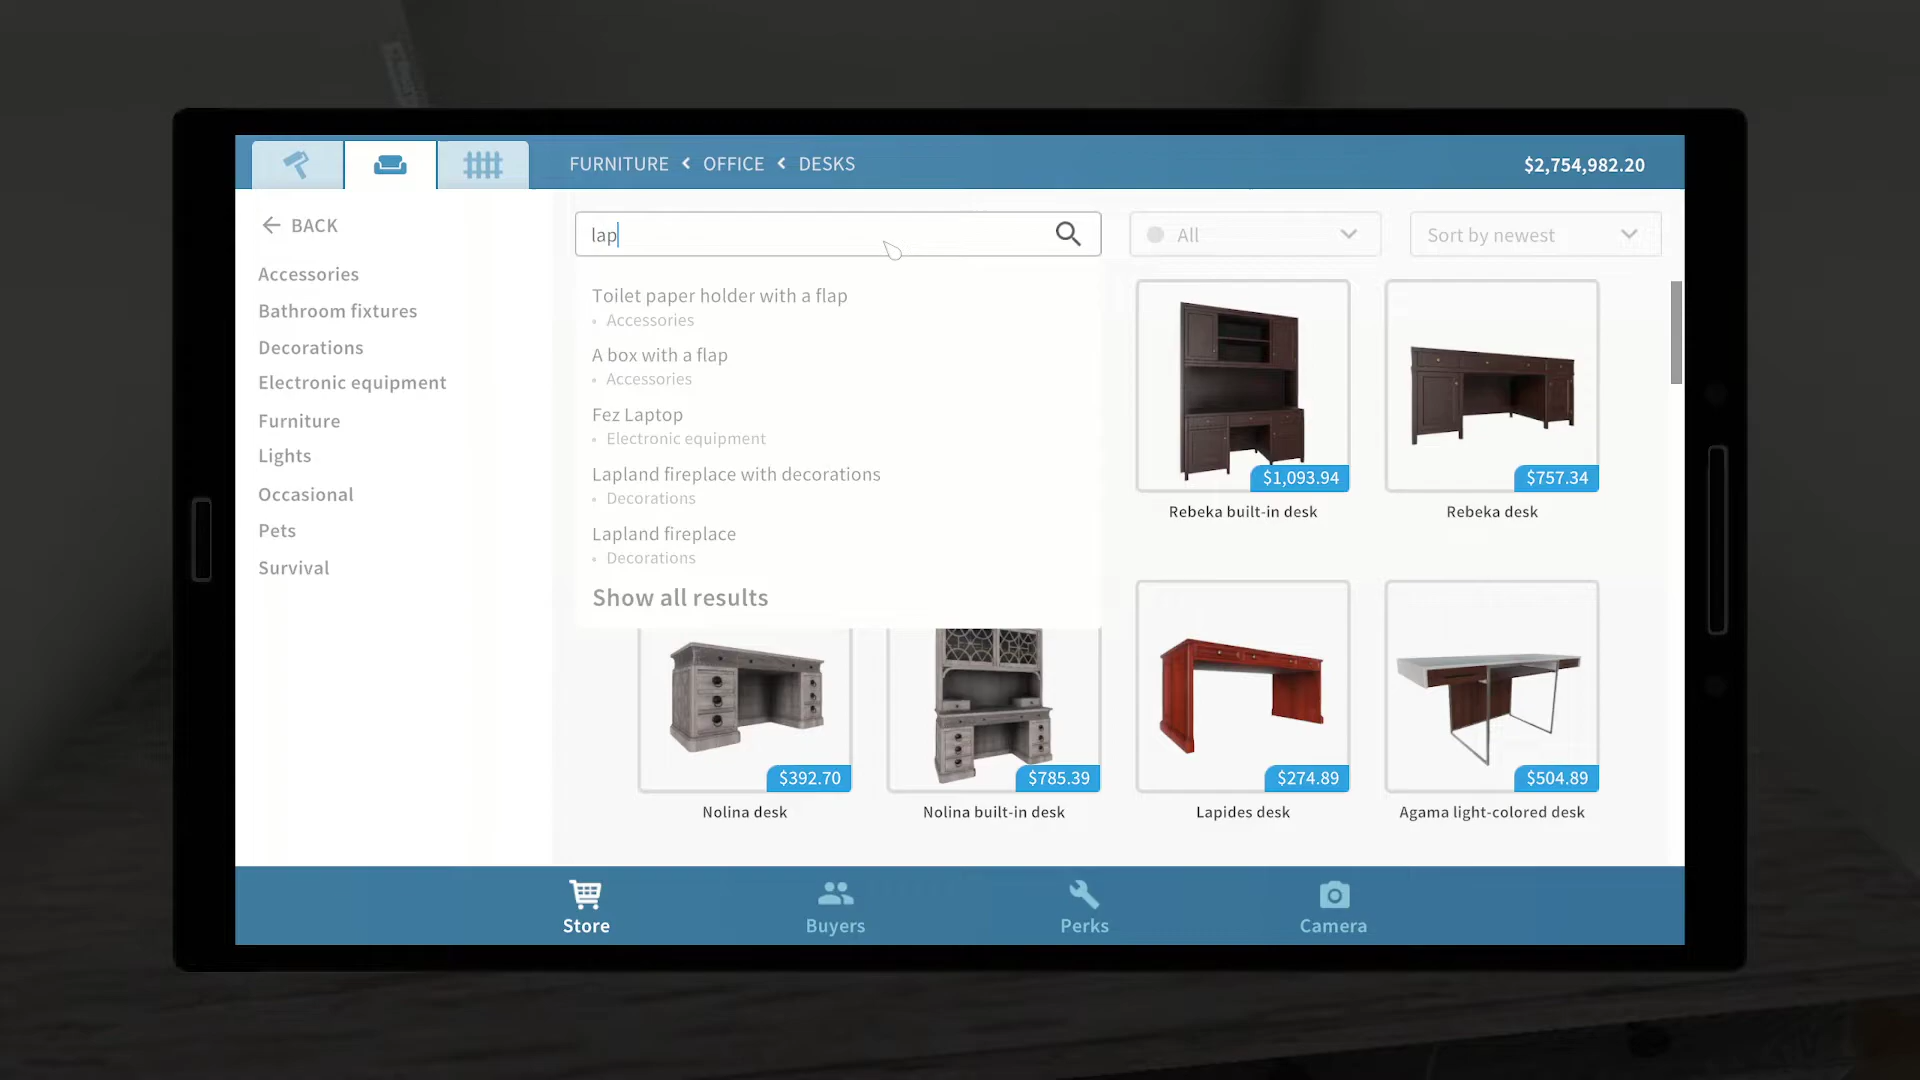 FURNITURE < OFFICE < DESKS
$2,754,982.20
BACK
Accessories
Bathroom fixtures
Decorations
Electronic equipment
Furniture
Lights
Occasional
Pets
Survival
lap
All
Sort by newest
Toilet paper holder with a flap
• Accessories
A box with a flap
• Accessories
Fez Laptop
• Electronic equipment
Lapland fireplace with decorations
• Decorations
Lapland fireplace
• Decorations
Show all results
$1,093.94
Rebeka built-in desk
$757.34
Rebeka desk
$392.70
Nolina desk
$785.39
Nolina built-in desk
$274.89
Lapides desk
$504.89
Agama light-colored desk
Store
Buyers
Perks
Camera